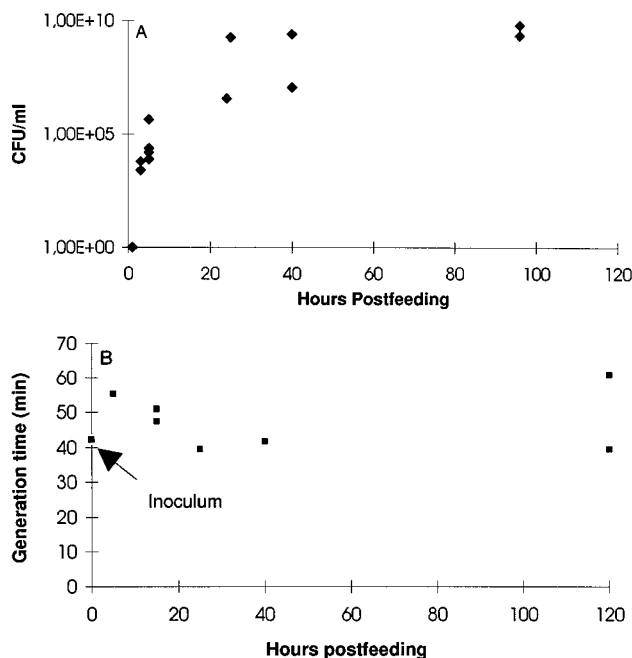 A
CFU/ml
1,00E+10
1,00E+05
1,00E+00
0 20 40 60 80 100 120
Hours Postfeeding
B
Generation time (min)
70
60
50
40
30
20
10
0
Inoculum
0 20 40 60 80 100 120
Hours postfeeding